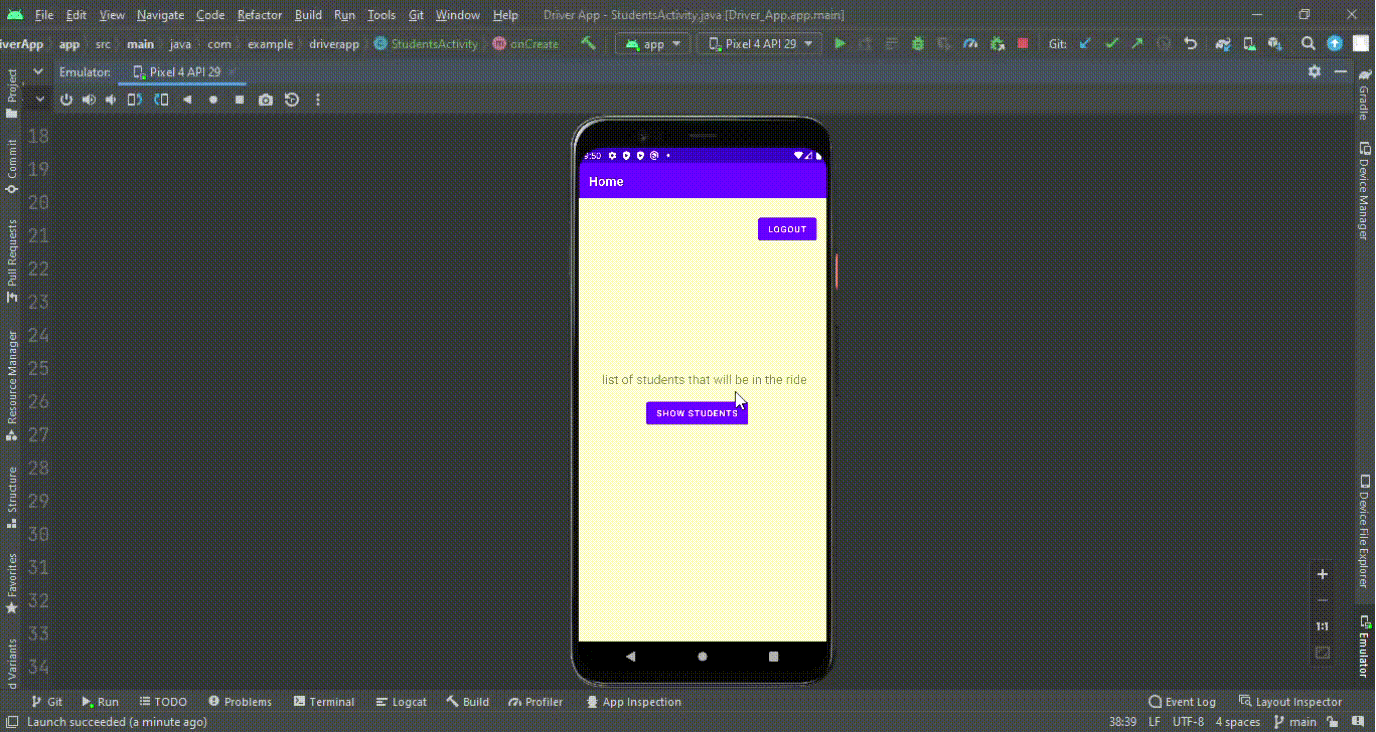 File Edit View Navigate Code Refactor Build Run Tools Git Window Help Driver App - StudentsActivity.java [Driver_App.app.main]
iverApp app src main java com example driverapp StudentsActivity onCreate app Pixel 4 API 29 Git:
Emulator: Pixel 4 API 29
Project
Commit
Pull Requests
Resource Manager
Structure
Favorites
d Variants
18
19
20
21
22
23
24
25
26
27
28
29
30
31
32
33
34
9:50
Home
LOGOUT
list of students that will be in the ride
SHOW STUDENTS
Gradle
Device Manager
Device File Explorer
Emulator
1:1
Git Run TODO Problems Terminal Logcat Build Profiler App Inspection Event Log Layout Inspector
Launch succeeded (a minute ago) 38:39 LF UTF-8 4 spaces main